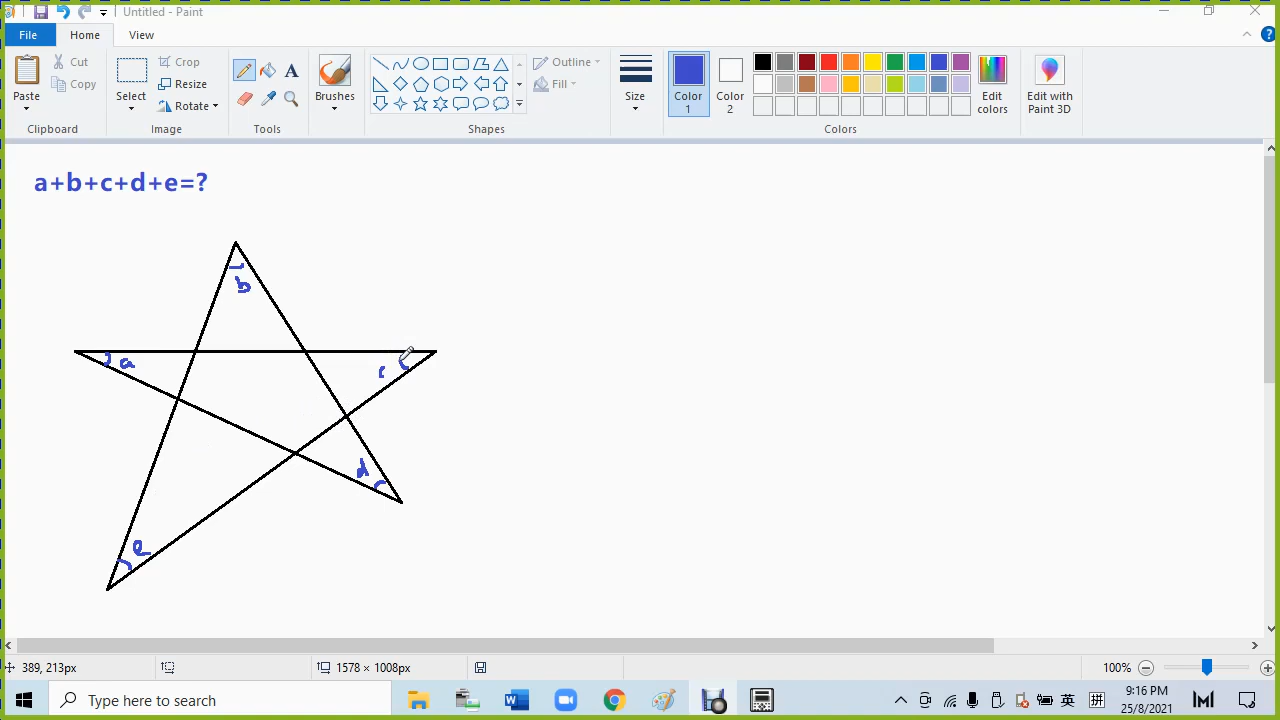 Untitled - Paint
File
Home
View
Paste
Cut
Copy
Clipboard
Select
Crop
Resize
Rotate
Image
A
Tools
Brushes
Outline
Fill
Shapes
Size
Color
1
Color
2
Edit
colors
Colors
Edit with
Paint 3D
?
a+b+c+d+e=?
b
a
d
e
389, 213px
1578 × 1008px
100%
Type here to search
W
英
拼
9:16 PM
25/8/2021